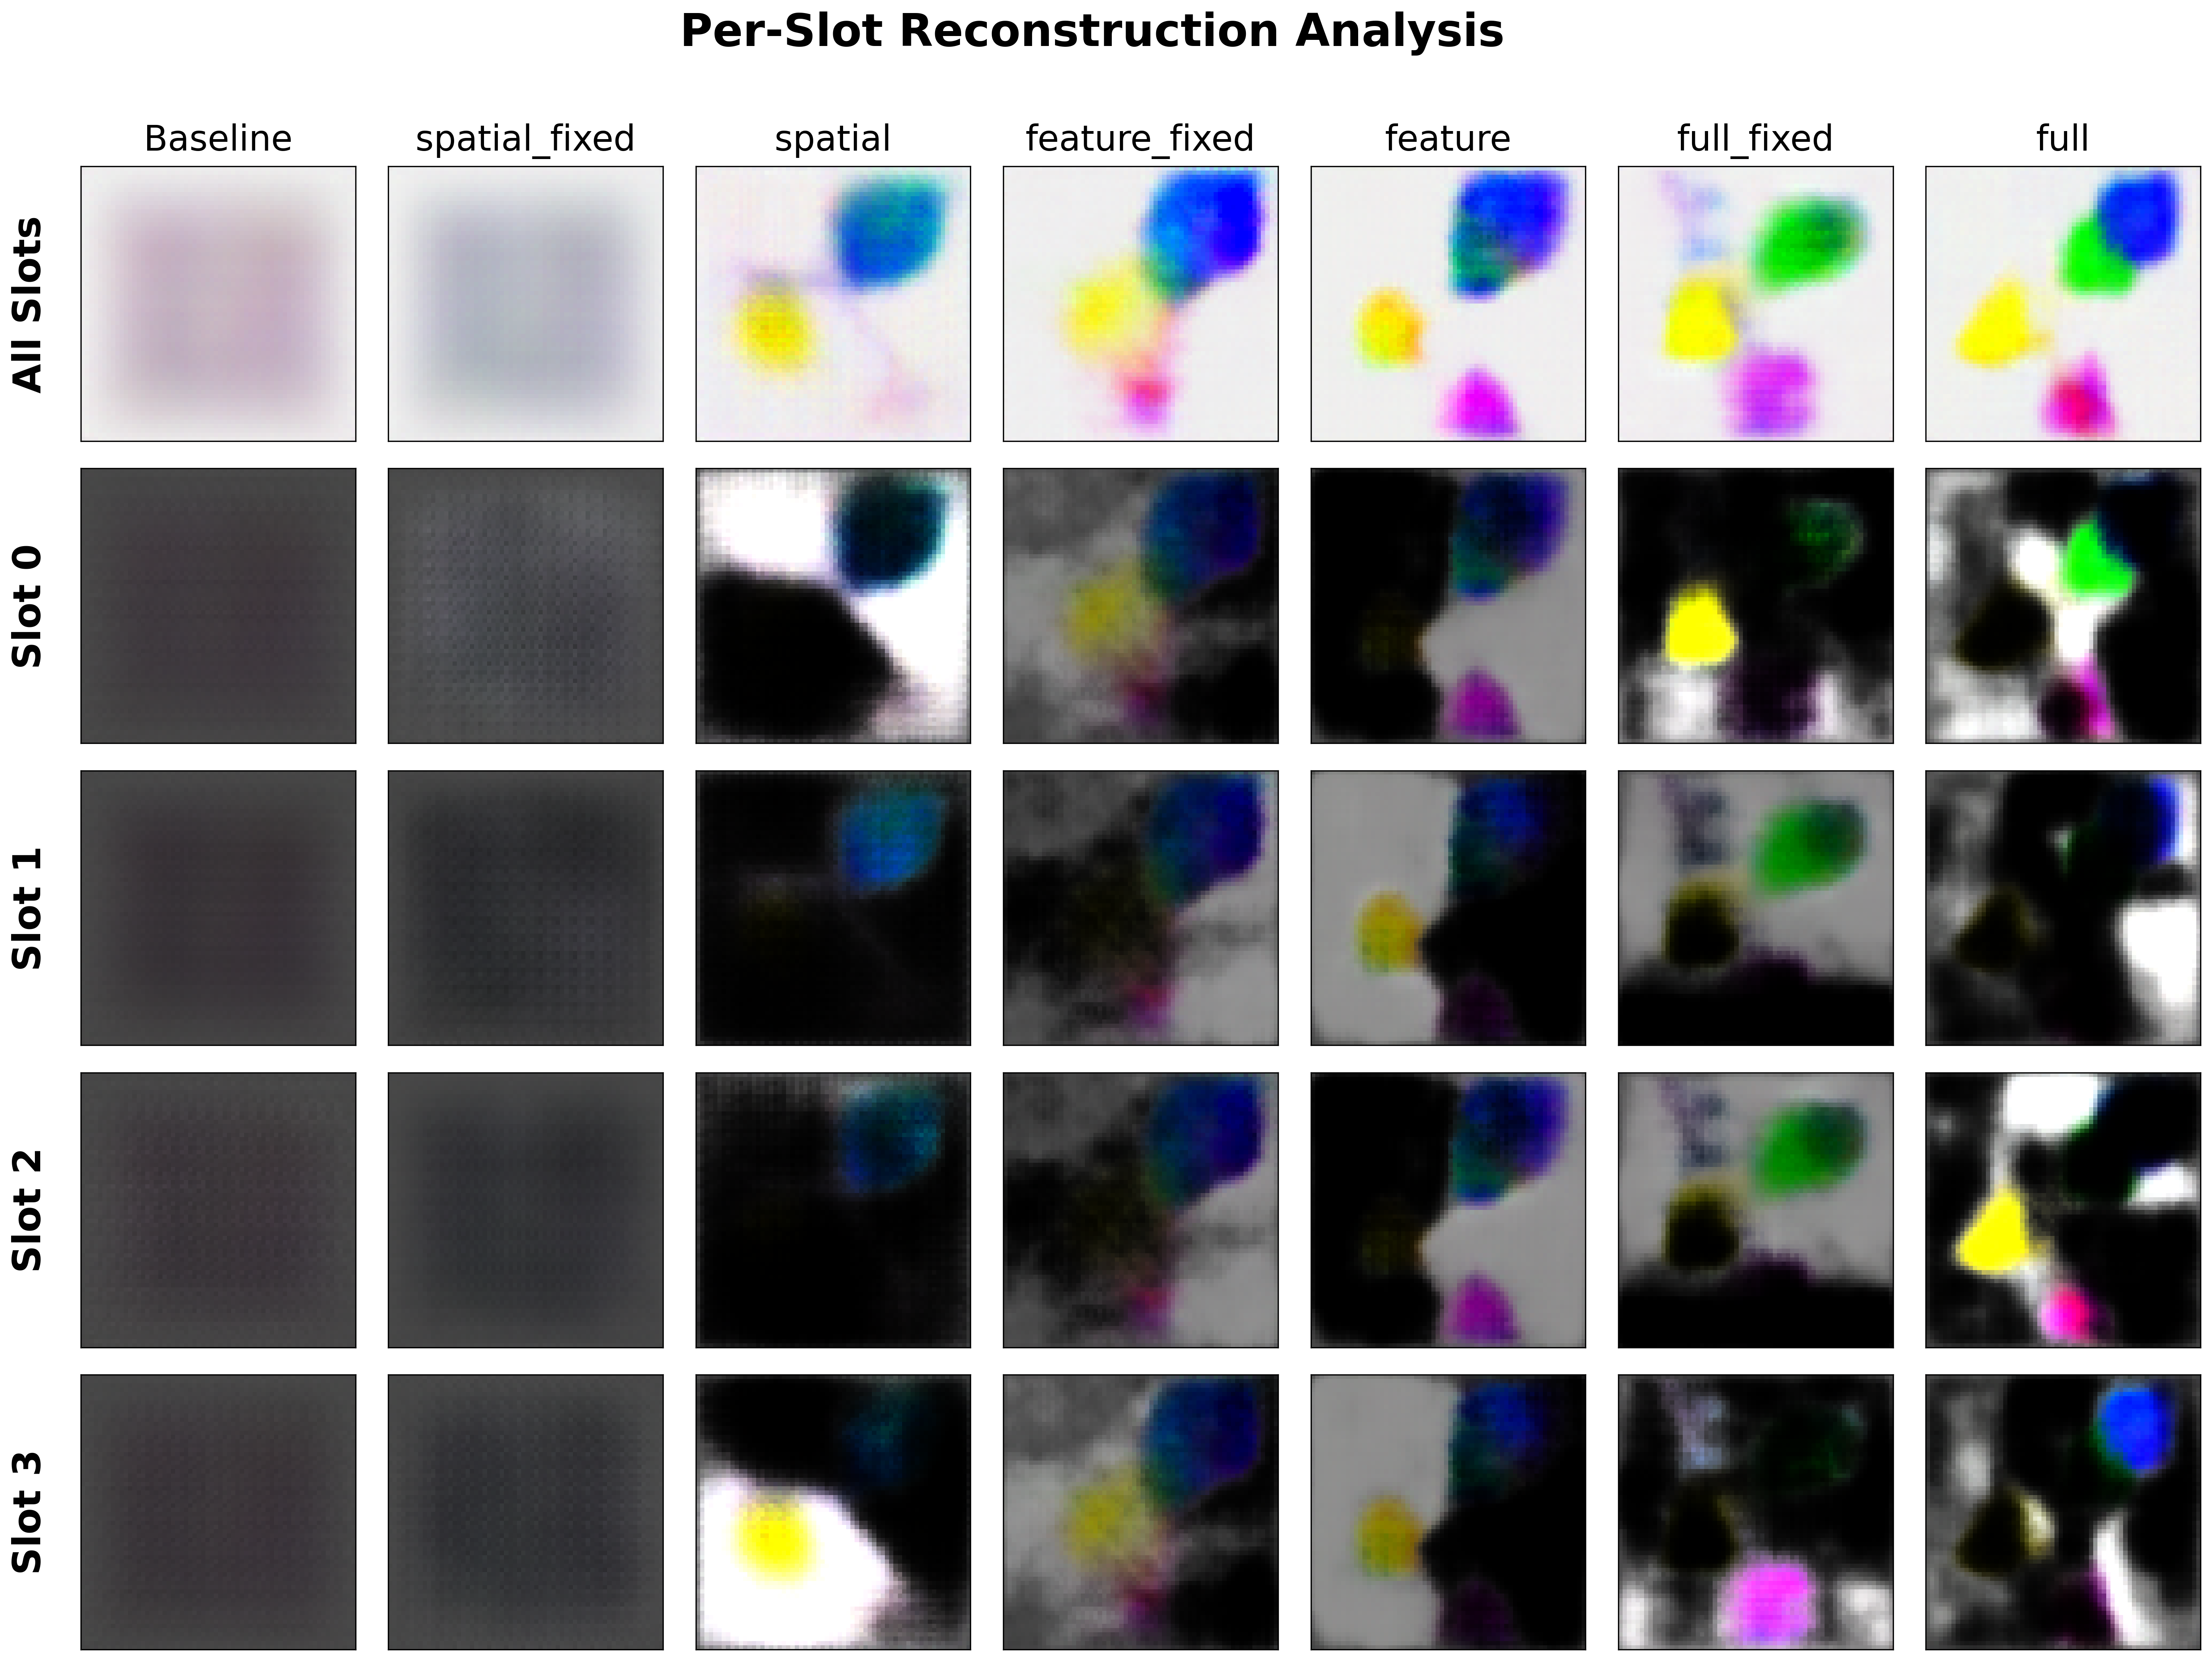 Per-Slot Reconstruction Analysis
Baseline spatial_fixed spatial feature_fixed feature full_fixed full
All Slots
Slot 0
Slot 1
Slot 2
Slot 3